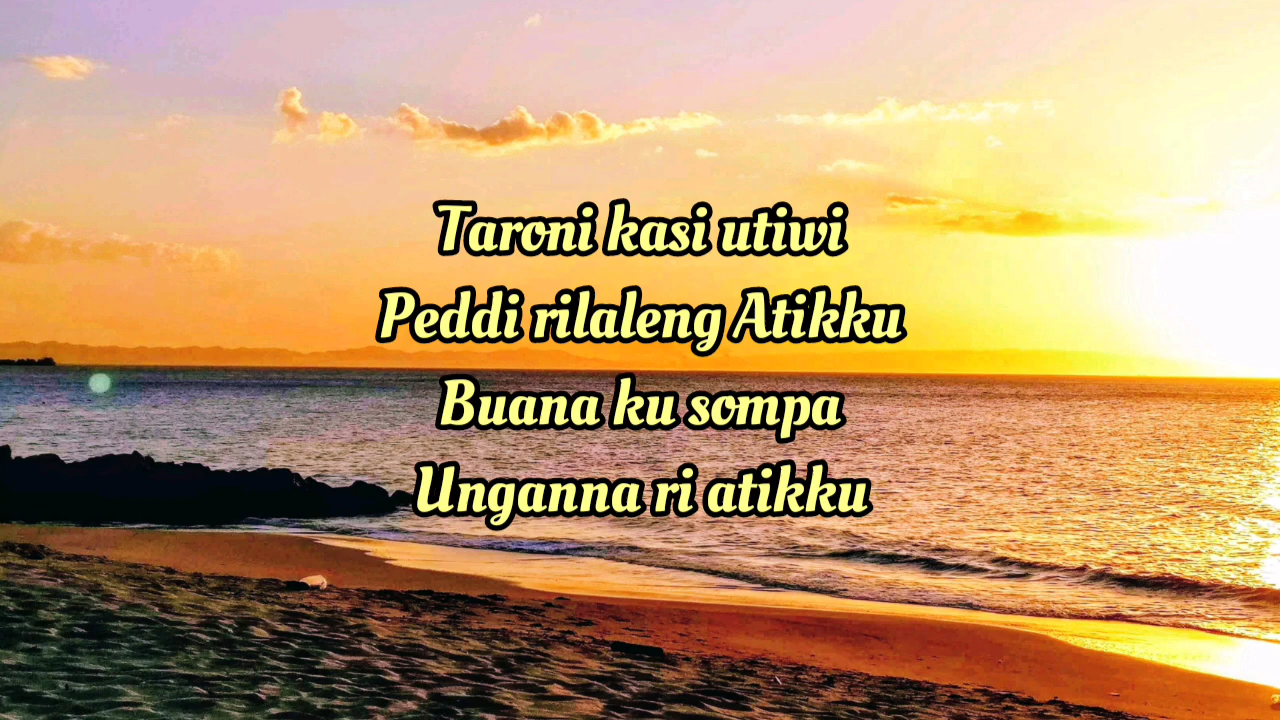 Taroni kasi utiwi
Peddi rilaleng Atikku
Buana ku sompa
Unganna ri atikku